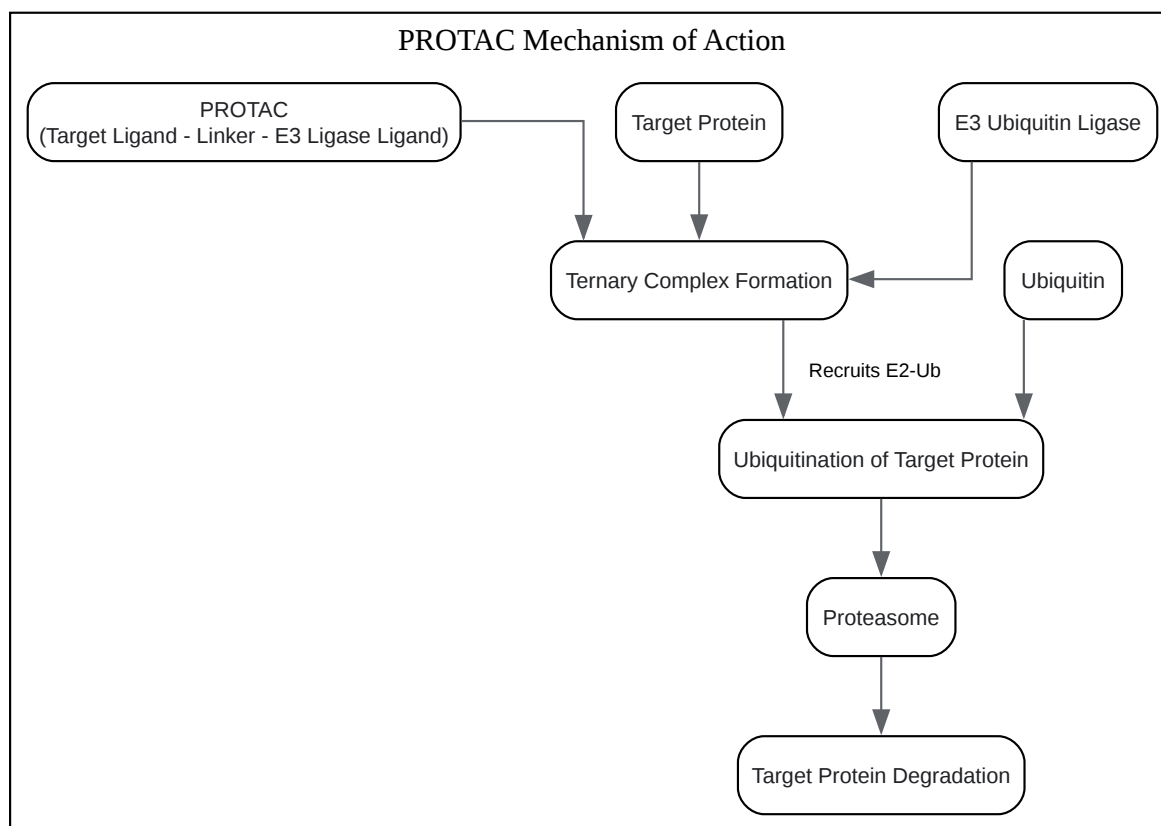 PROTAC Mechanism of Action
PROTAC
(Target Ligand - Linker - E3 Ligase Ligand)
Target Protein
E3 Ubiquitin Ligase
Ternary Complex Formation
Ubiquitin
Recruits E2-Ub
Ubiquitination of Target Protein
Proteasome
Target Protein Degradation